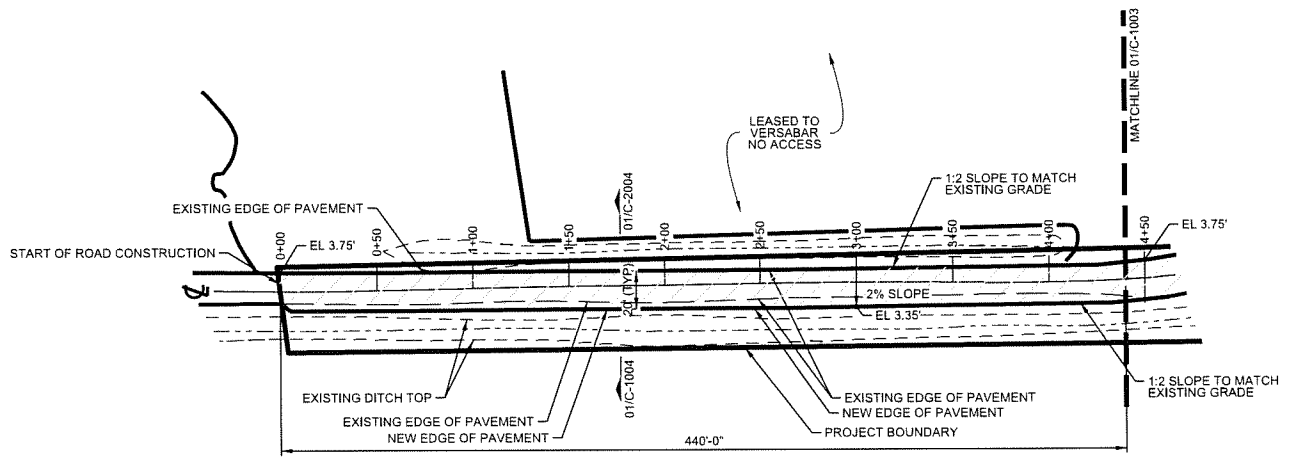 MATCHLINE 01/C-1003
LEASED TO
VERSABAR
NO ACCESS
1:2 SLOPE TO MATCH
EXISTING GRADE
EXISTING EDGE OF PAVEMENT
01/C-2004
START OF ROAD CONSTRUCTION
EL 3.75'
EL 3.75'
0+00
0+50
1+00
1+50
2+00
2+50
3+00
3+50
4+00
4+50
20' (TYP)
2% SLOPE
EL 3.35'
EXISTING DITCH TOP
01/C-1004
1:2 SLOPE TO MATCH
EXISTING GRADE
EXISTING EDGE OF PAVEMENT
NEW EDGE OF PAVEMENT
EXISTING EDGE OF PAVEMENT
NEW EDGE OF PAVEMENT
PROJECT BOUNDARY
440'-0"